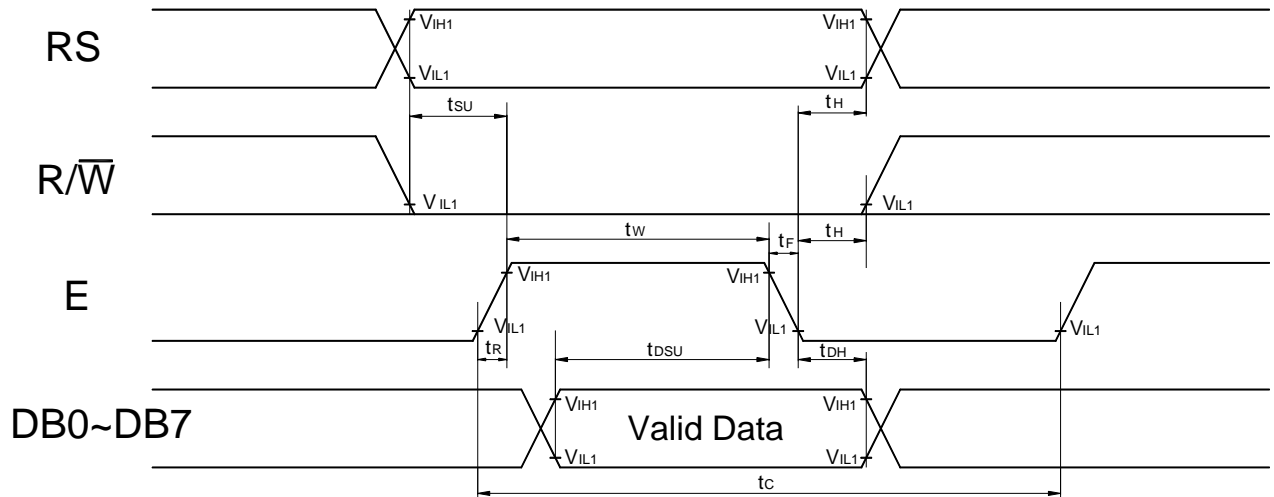 RS
VIH1
VIH1
VIL1
VIL1
tSU
tH
R/W̅
VIL1
VIL1
tW
tF
tH
E
VIH1
VIH1
VIL1
VIL1
VIL1
tR
tDSU
tDH
DB0~DB7
VIH1
Valid Data
VIH1
VIL1
VIL1
tC